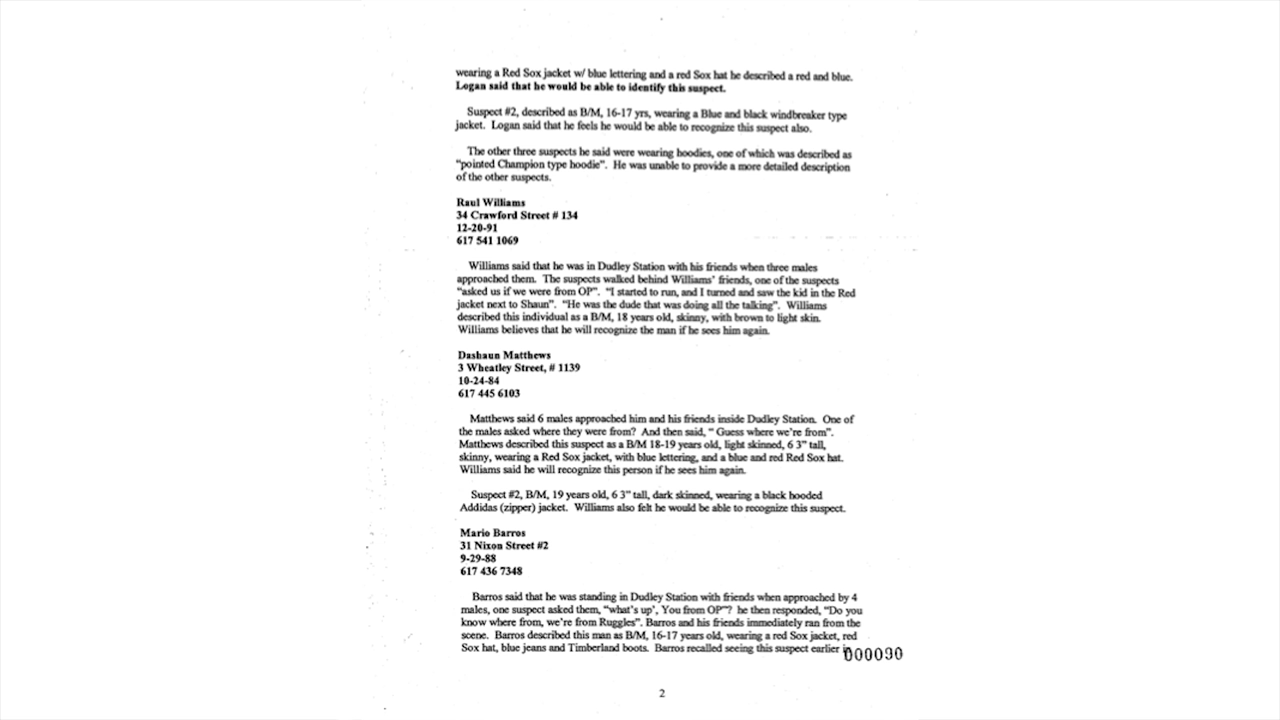 wearing a Red Sox jacket w/ blue lettering and a red Sox hat he described a red and blue.
Logan said that he would be able to identify this suspect.
Suspect #2, described as B/M, 16-17 yrs, wearing a Blue and black windbreaker type
jacket. Logan said that he feels he would be able to recognize this suspect also.
The other three suspects he said were wearing hoodies, one of which was described as
"pointed Champion type hoodie". He was unable to provide a more detailed description
of the other suspects.
Raul Williams
34 Crawford Street # 134
12-20-91
617 541 1069
Williams said that he was in Dudley Station with his friends when three males
approached them. The suspects walked behind Williams' friends, one of the suspects
"asked us if we were from OP". "I started to run, and I turned and saw the kid in the Red
jacket next to Shaun". "He was the dude that was doing all the talking". Williams
described this individual as a B/M, 18 years old, skinny, with brown to light skin.
Williams believes that he will recognize the man if he sees him again.
Dashaun Matthews
3 Wheatley Street, # 1139
10-24-84
617 445 6103
Matthews said 6 males approached him and his friends inside Dudley Station. One of
the males asked where they were from? And then said, " Guess where we're from".
Matthews described this suspect as a B/M 18-19 years old, light skinned, 6 3" tall,
skinny, wearing a Red Sox jacket, with blue lettering, and a blue and red Red Sox hat.
Williams said he will recognize this person if he sees him again.
Suspect #2, B/M, 19 years old, 6 3" tall, dark skinned, wearing a black hooded
Addidas (zipper) jacket. Williams also felt he would be able to recognize this suspect.
Mario Barros
31 Nixon Street #2
9-29-88
617 436 7348
Barros said that he was standing in Dudley Station with friends when approached by 4
males, one suspect asked them, "what's up', You from OP"? he then responded, "Do you
know where from, we're from Ruggles". Barros and his friends immediately ran from the
scene. Barros described this man as B/M, 16-17 years old, wearing a red Sox jacket, red
Sox hat, blue jeans and Timberland boots. Barros recalled seeing this suspect earlier
000090
2